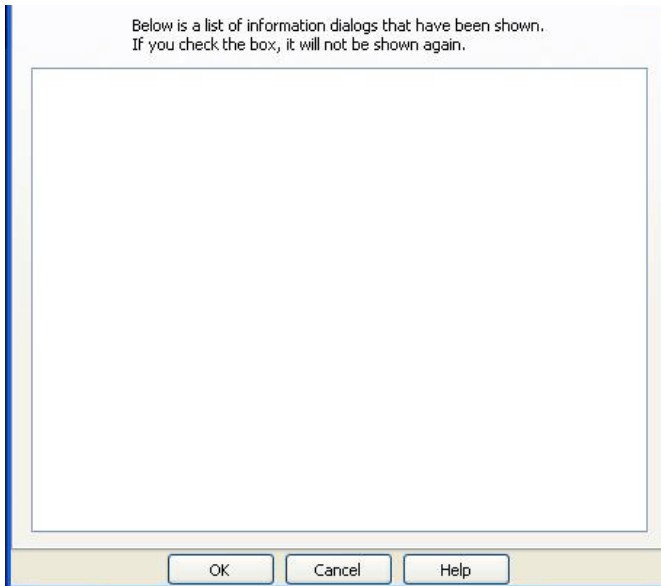 Below is a list of information dialogs that have been shown.
If you check the box, it will not be shown again.
OK Cancel Help